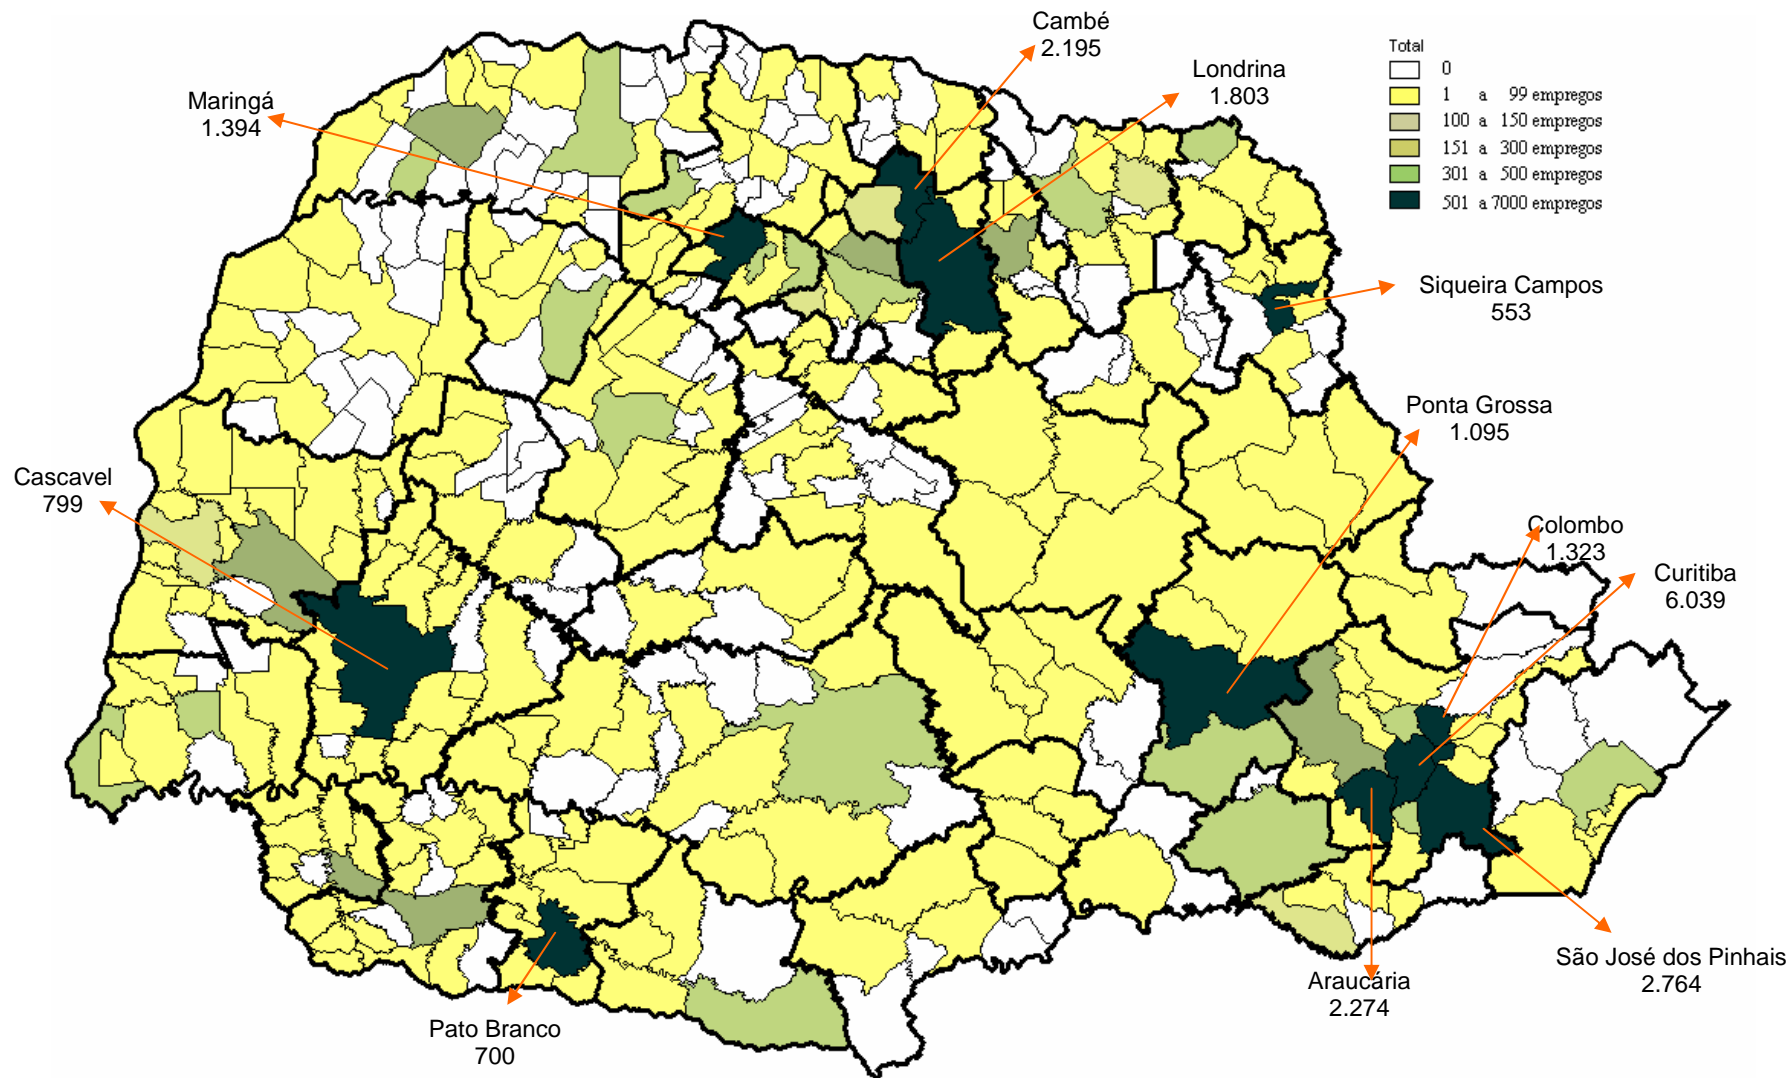 Cambé
2.195
Londrina
1.803
Maringá
1.394
Total
0
1 a 99 empregos
100 a 150 empregos
151 a 300 empregos
301 a 500 empregos
501 a 7000 empregos
Siqueira Campos
553
Ponta Grossa
1.095
Cascavel
799
Colombo
1.323
Curitiba
6.039
São José dos Pinhais
2.764
Araucária
2.274
Pato Branco
700